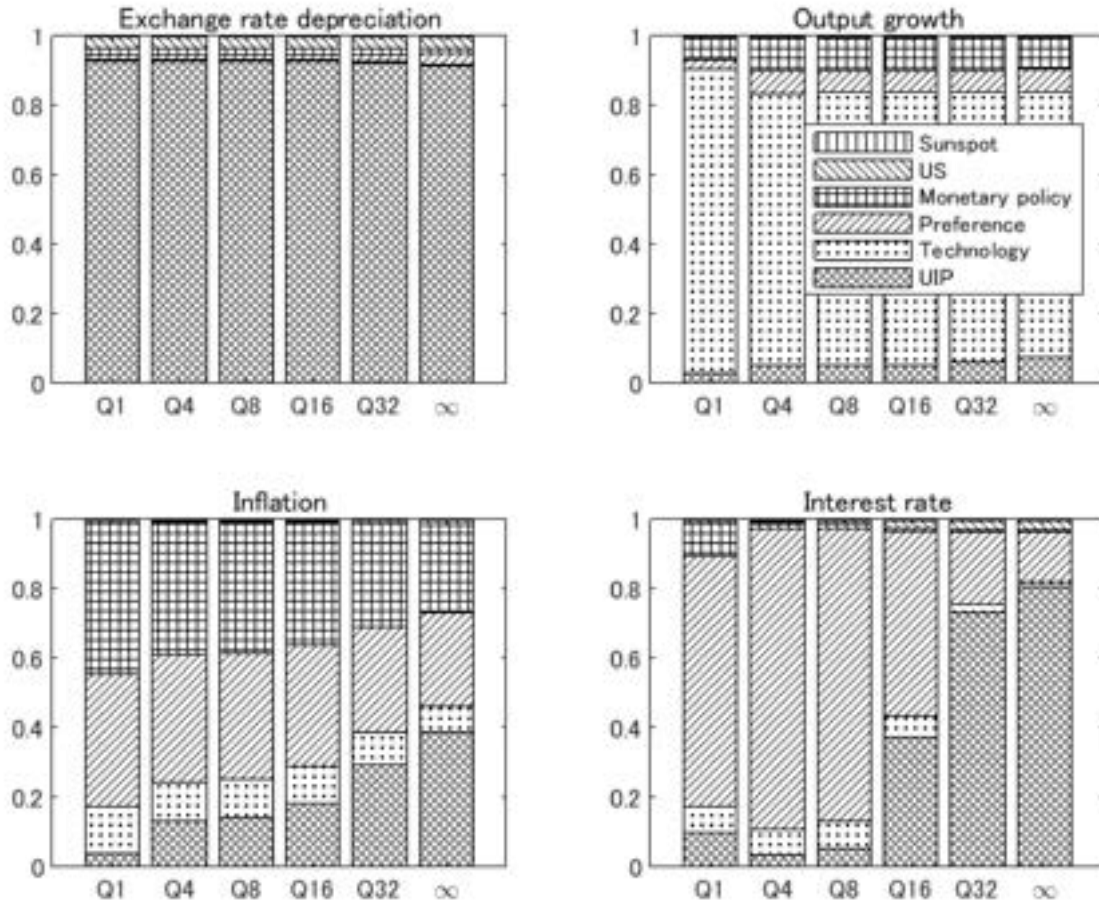 Exchange rate depreciation
1
0.8
0.6
0.4
0.2
0
Q1 Q4 Q8 Q16 Q32 ∞
Output growth
1
0.8
0.6
0.4
0.2
0
Sunspot
US
Monetary policy
Preference
Technology
UIP
Q1 Q4 Q8 Q16 Q32 ∞
Inflation
1
0.8
0.6
0.4
0.2
0
Q1 Q4 Q8 Q16 Q32 ∞
Interest rate
1
0.8
0.6
0.4
0.2
0
Q1 Q4 Q8 Q16 Q32 ∞